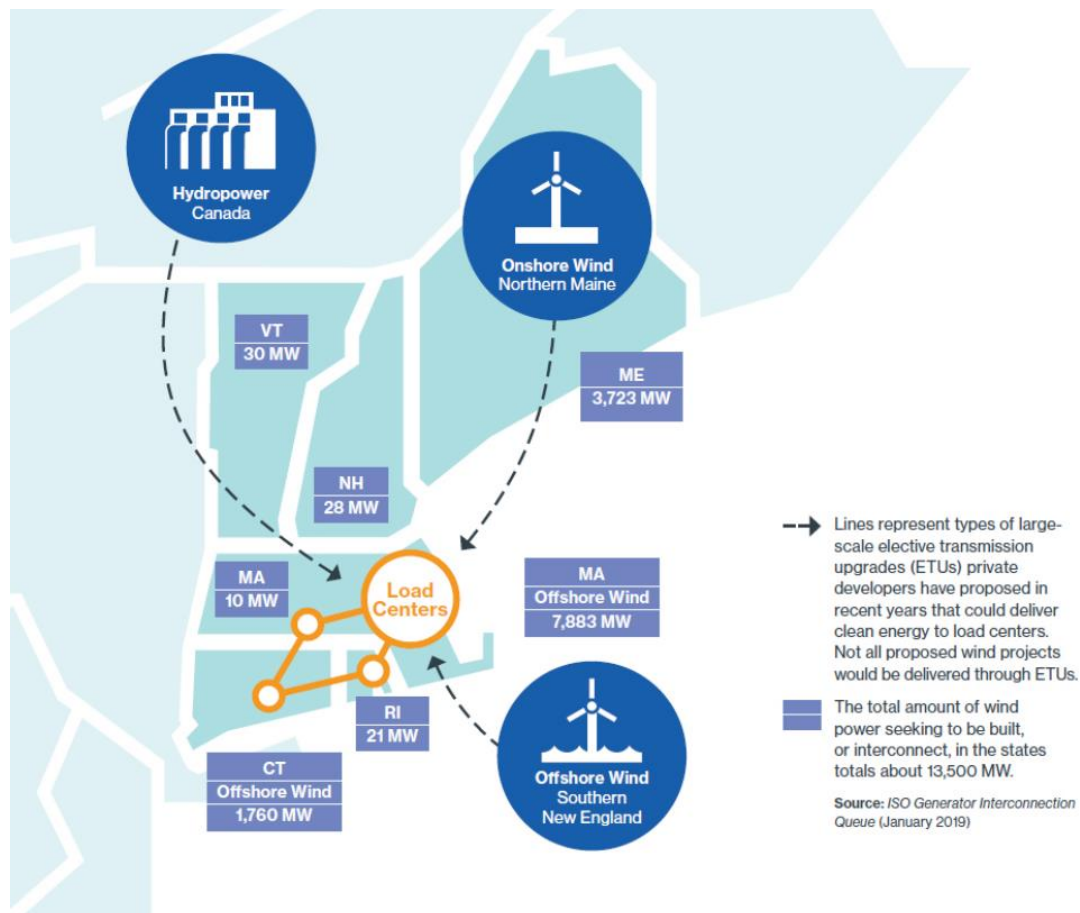 Hydropower
Canada
Onshore Wind
Northern Maine
VT
30 MW
ME
3,723 MW
NH
28 MW
MA
10 MW
Load
Centers
MA
Offshore Wind
7,883 MW
RI
21 MW
CT
Offshore Wind
1,760 MW
Offshore Wind
Southern
New England
Lines represent types of large-
scale elective transmission
upgrades (ETUs) private
developers have proposed in
recent years that could deliver
clean energy to load centers.
Not all proposed wind projects
would be delivered through ETUs.
The total amount of wind
power seeking to be built,
or interconnect, in the states
totals about 13,500 MW.
Source: ISO Generator Interconnection
Queue (January 2019)